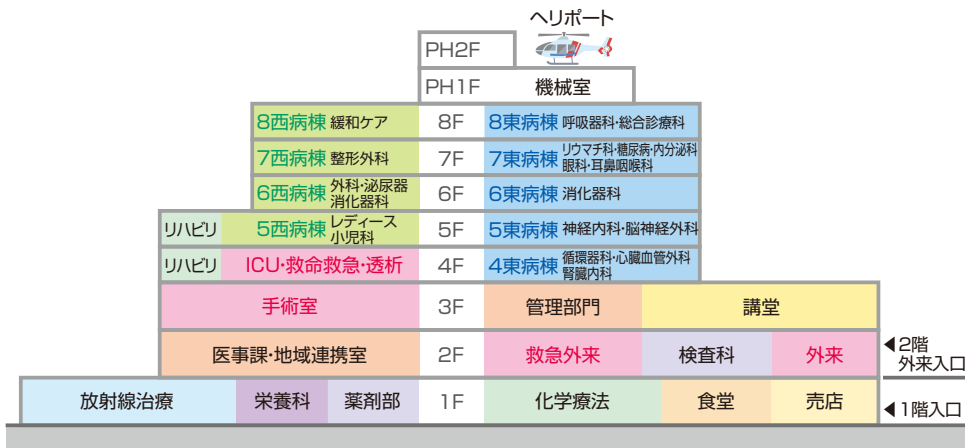 ヘリポート
PH2F
PH1F 機械室
8西病棟 緩和ケア 8F 8東病棟 呼吸器科・総合診療科
7西病棟 整形外科 7F 7東病棟 リウマチ科・糖尿病・内分泌科
眼科・耳鼻咽喉科
6西病棟 外科・泌尿器
消化器科
6F 6東病棟 消化器科
リハビリ 5西病棟 レディース
小児科
5F 5東病棟 神経内科・脳神経外科
リハビリ ICU・救命救急・透析 4F 4東病棟 循環器科・心臓血管外科
腎臓内科
手術室 3F 管理部門 講堂
医事課・地域連携室 2F 救急外来 検査科 外来
◀2階
外来入口
放射線治療 栄養科 薬剤部 1F 化学療法 食堂 売店
◀1階入口